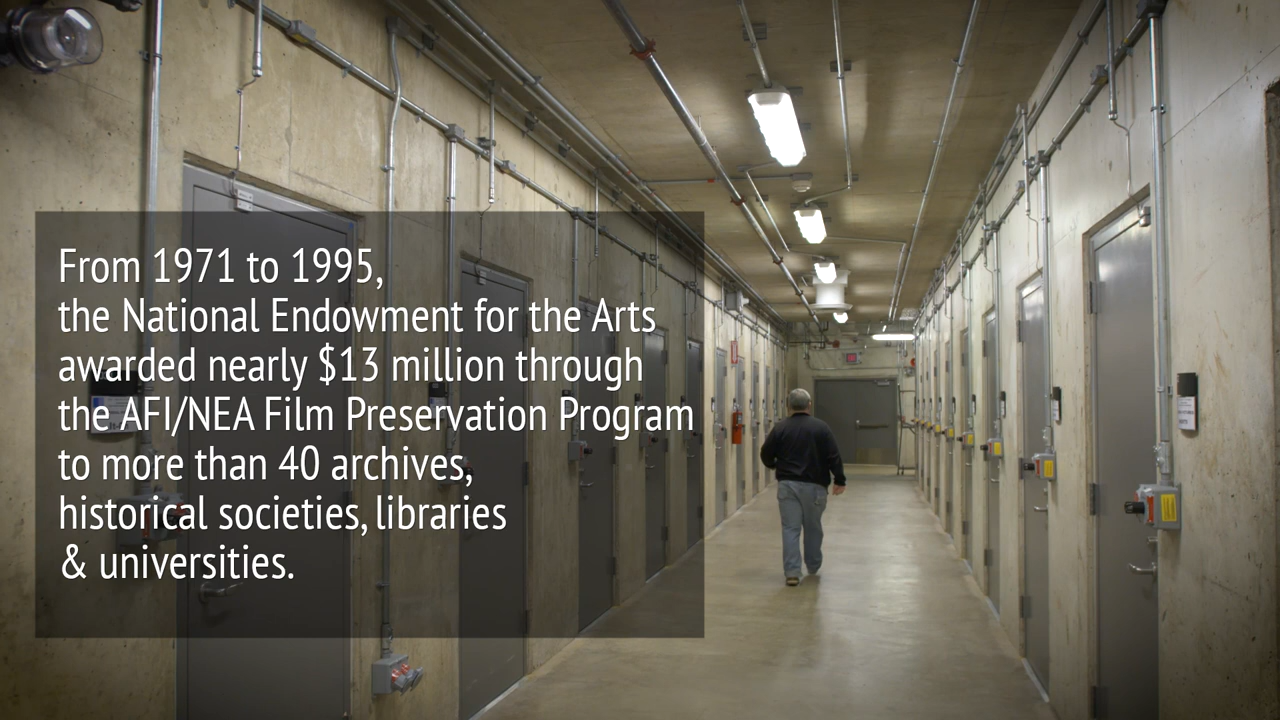 From 1971 to 1995,
the National Endowment for the Arts
awarded nearly $13 million through
the AFI/NEA Film Preservation Program
to more than 40 archives,
historical societies, libraries
& universities.